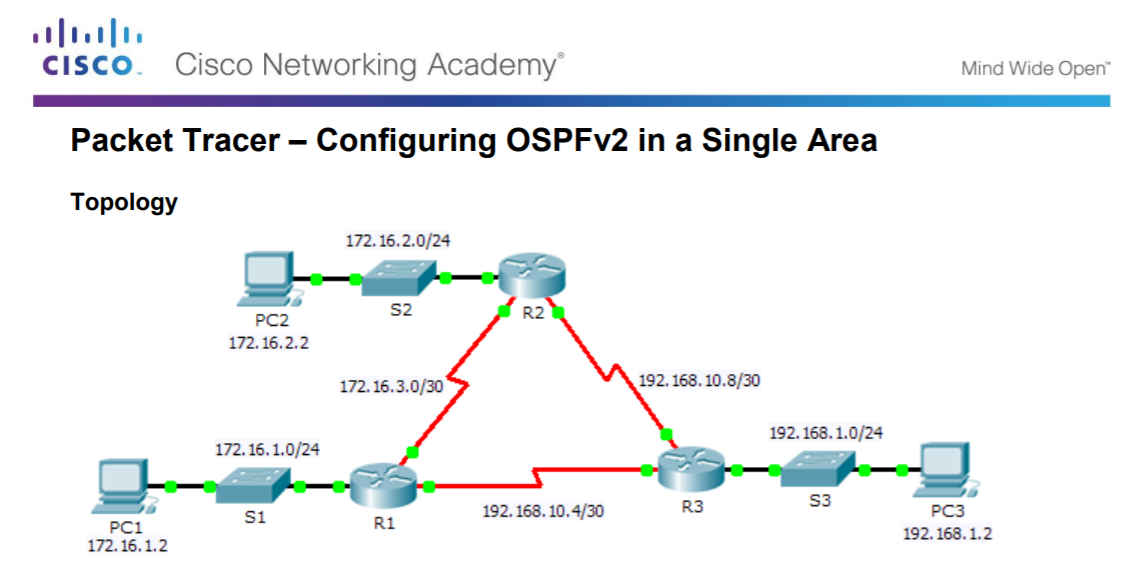 CISCO. Cisco Networking Academy® Mind Wide Open™
Packet Tracer – Configuring OSPFv2 in a Single Area
Topology
172.16.2.0/24
PC2
S2
R2
172.16.2.2
172.16.3.0/30
192.168.10.8/30
172.16.1.0/24
192.168.1.0/24
PC1
S1
R1
192.168.10.4/30
R3
S3
PC3
172.16.1.2
192.168.1.2